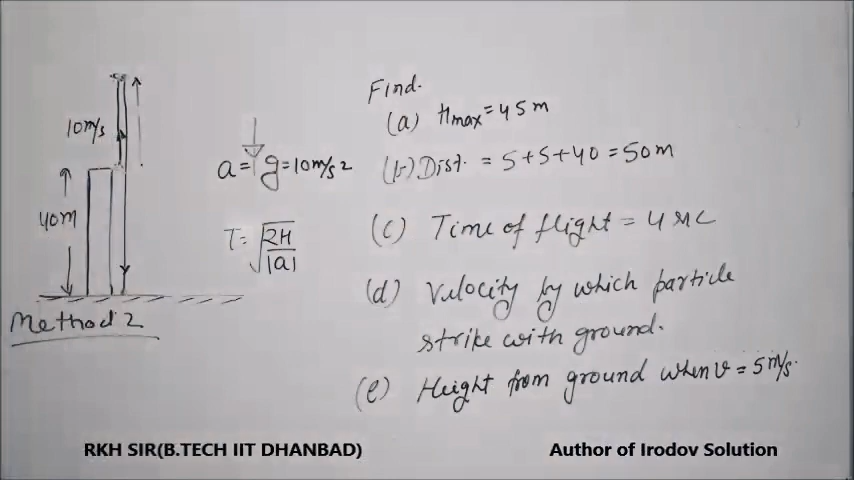 Find.
(a) Hmax = 45m
10m/s
a = g = 10m/s2
(b) Dist. = 5+5+40 = 50m
40m
T = √2H/|a|
(c) Time of flight = 4 sec
(d) Velocity by which particle
strike with ground.
Method 2
(e) Height from ground when v = 5m/s.
RKH SIR(B.TECH IIT DHANBAD)
Author of Irodov Solution